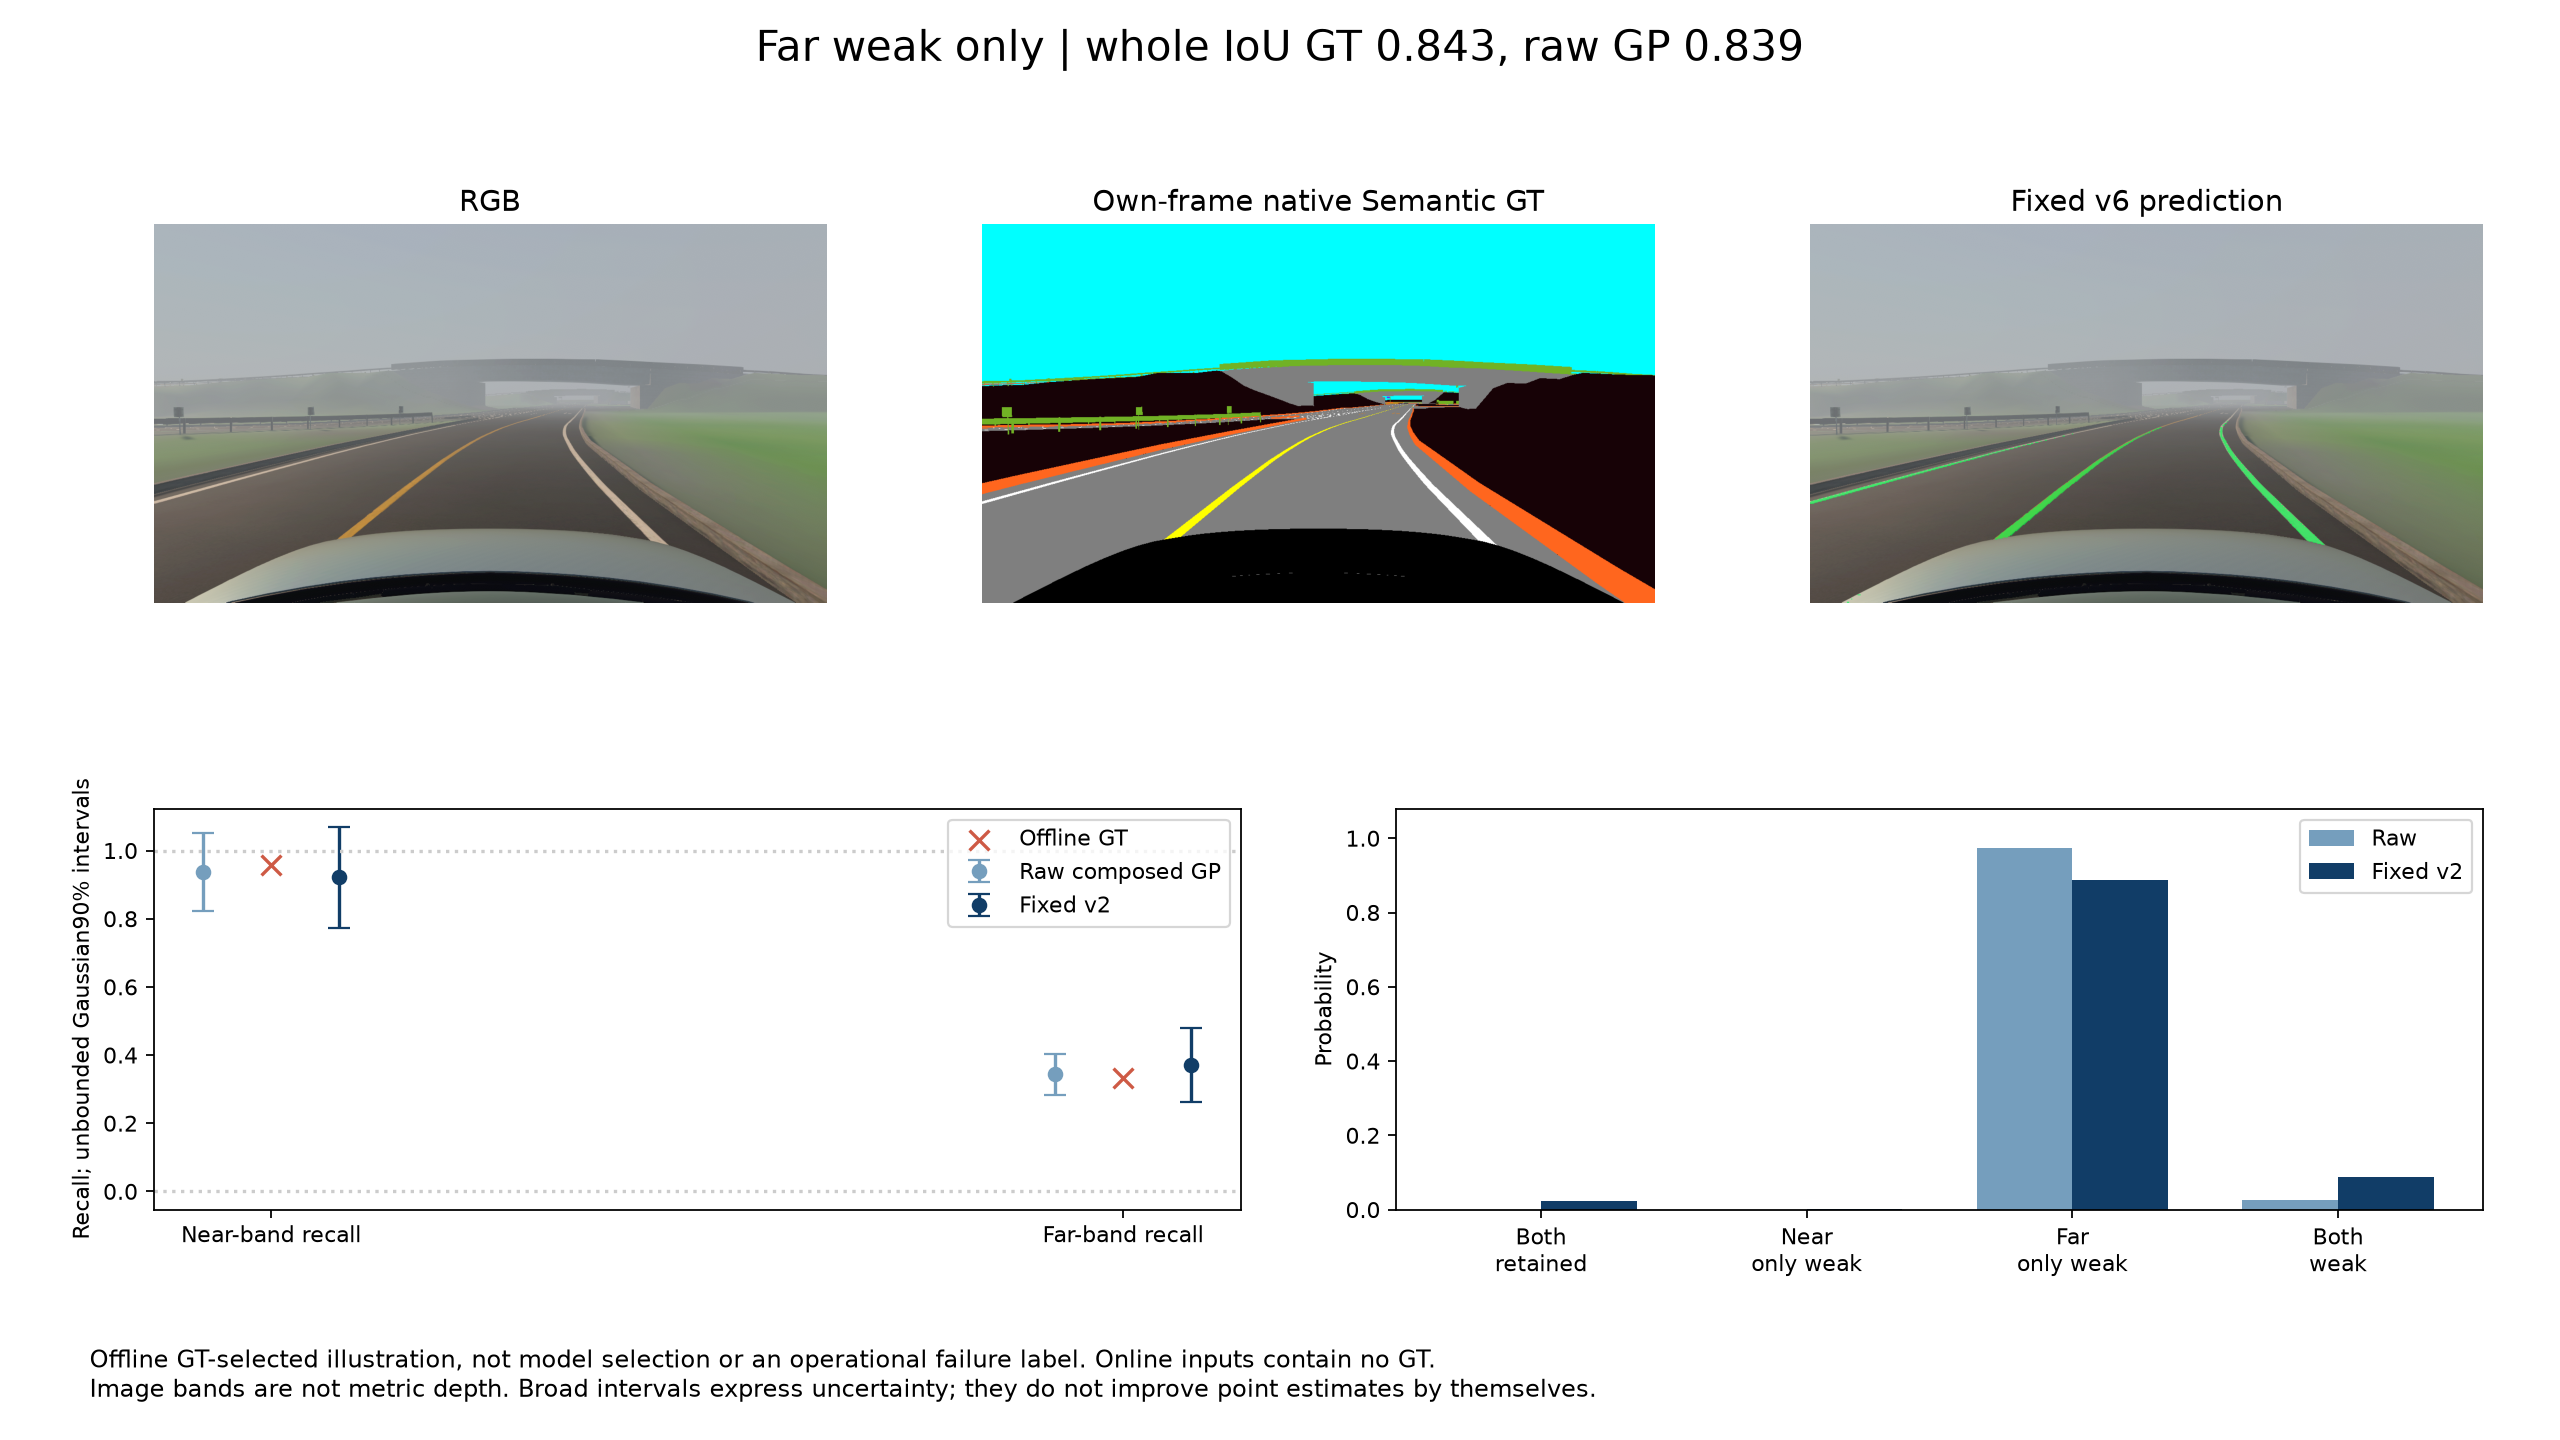 Far weak only | whole IoU GT 0.843, raw GP 0.839
RGB
Own-frame native Semantic GT
Fixed v6 prediction
Recall; unbounded Gaussian90% intervals
1.0
0.8
0.6
0.4
0.2
0.0
Near-band recall
Far-band recall
Offline GT
Raw composed GP
Fixed v2
Probability
1.0
0.8
0.6
0.4
0.2
0.0
Both
retained
Near
only weak
Far
only weak
Both
weak
Raw
Fixed v2
Offline GT-selected illustration, not model selection or an operational failure label. Online inputs contain no GT.
Image bands are not metric depth. Broad intervals express uncertainty; they do not improve point estimates by themselves.